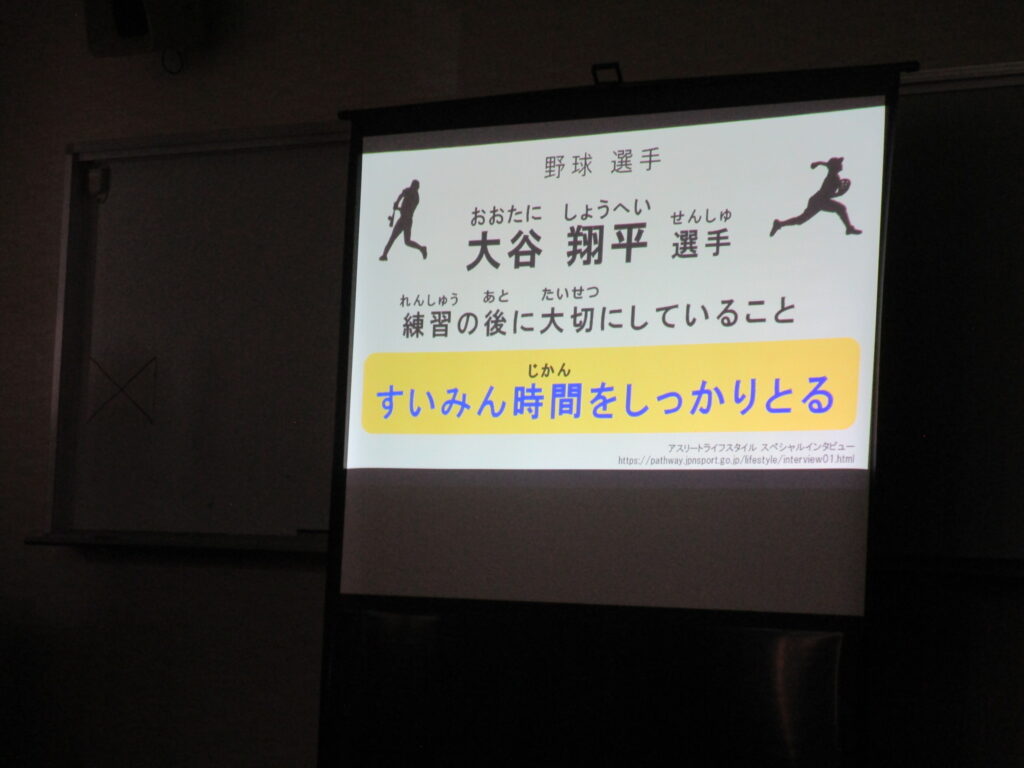 野球 選手
おおたに しょうへい せんしゅ
大谷 翔平 選手
れんしゅう あと たいせつ
練習の後に大切にしていること
じかん
すいみん時間をしっかりとる
アスリートライフスタイル スペシャルインタビュー
https://pathway.jpnsport.go.jp/lifestyle/interview01.html